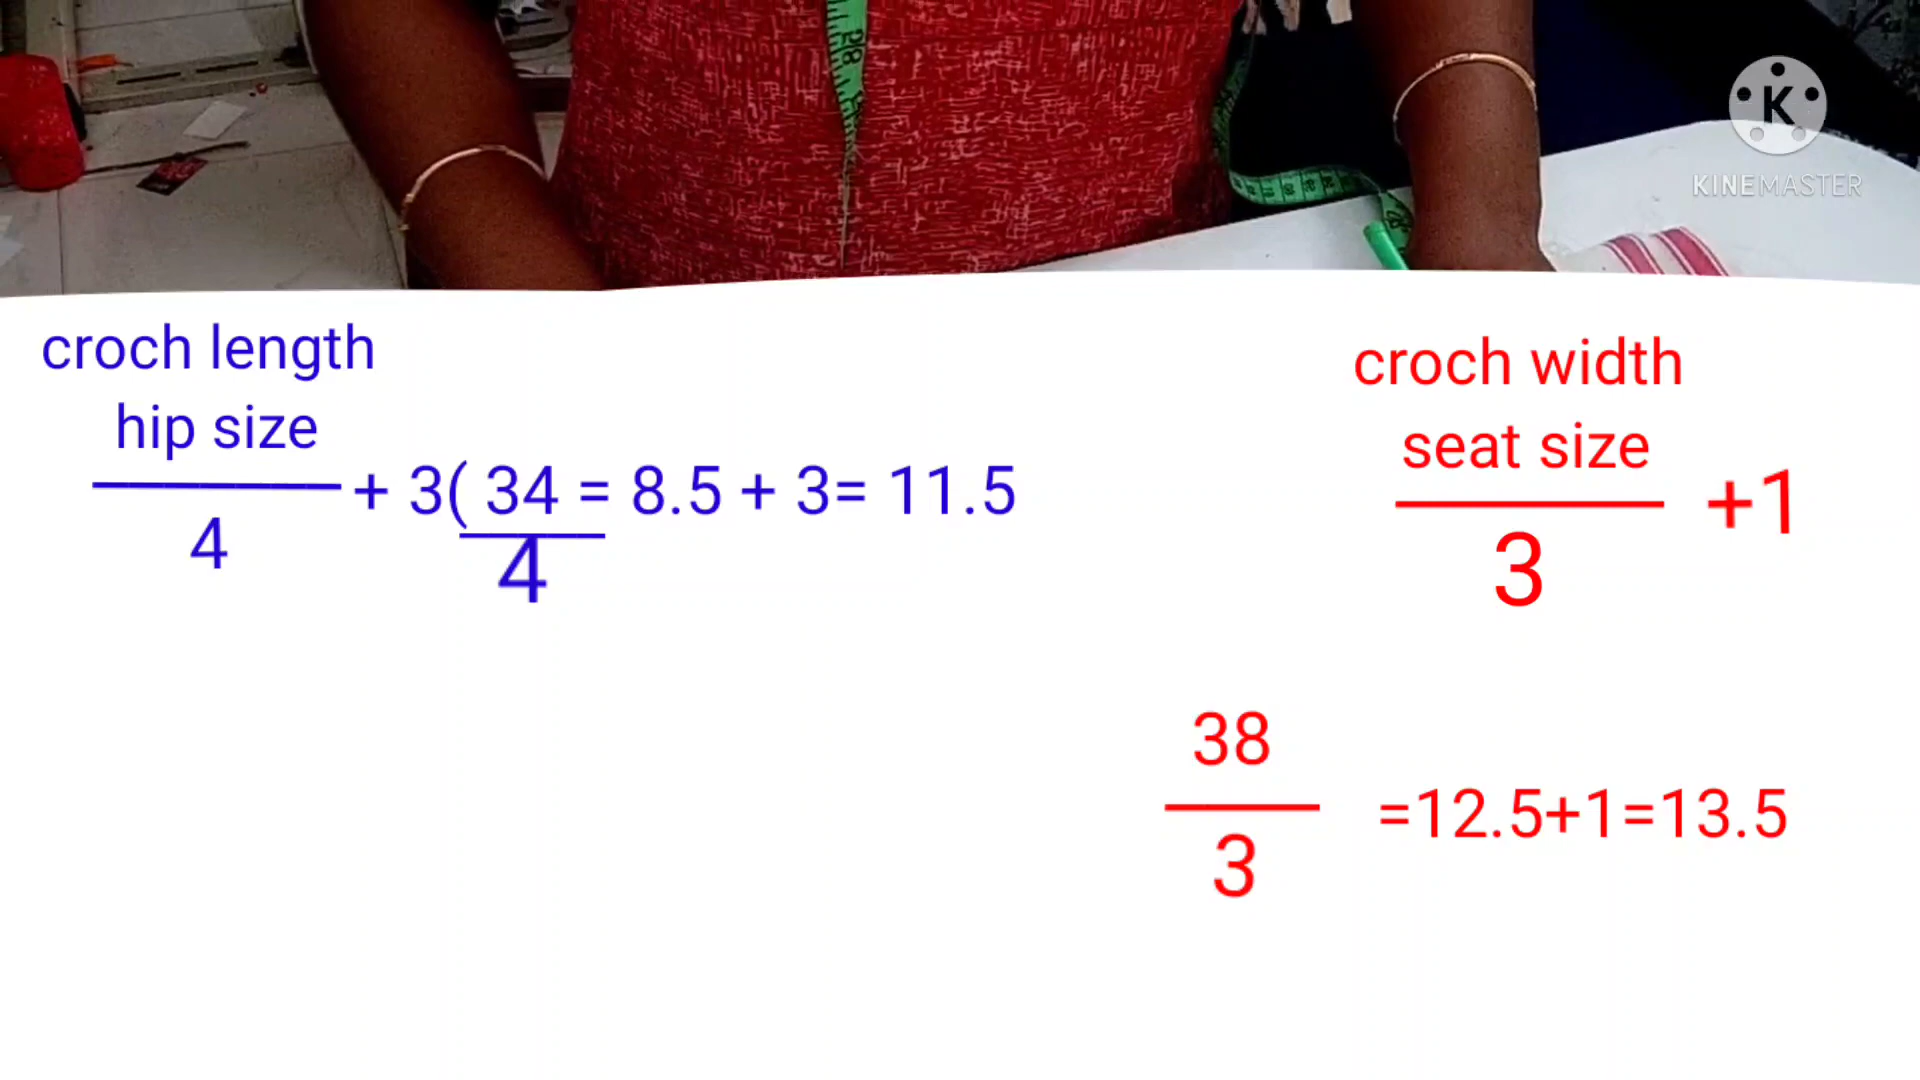 KINEMASTER
croch length
hip size
+ 3( 34 = 8.5 + 3= 11.5
4
4
croch width
seat size
+1
3
38
=12.5+1=13.5
3